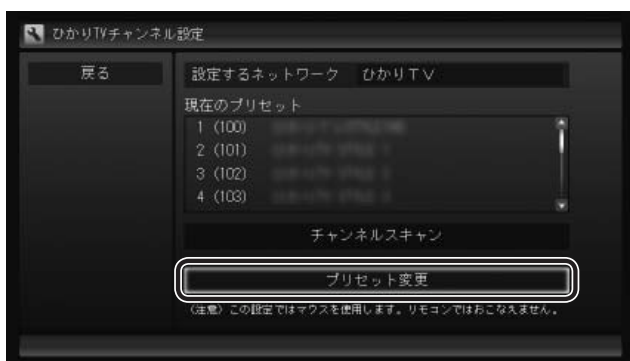 ひかりTVチャンネル設定
戻る
設定するネットワーク ひかりTV
現在のプリセット
1 (100)
2 (101)
3 (102)
4 (103)
チャンネルスキャン
プリセット変更
〈注意〉この設定ではマウスを使用します。リモコンではおこなえません。